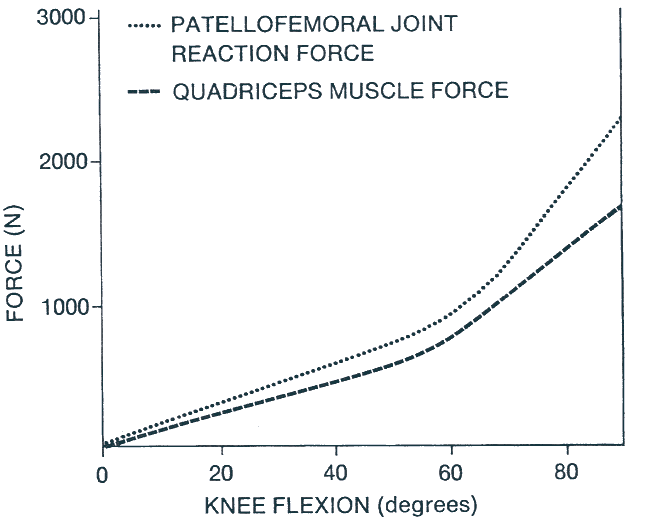 3000
PATELLOFEMORAL JOINT
REACTION FORCE
QUADRICEPS MUSCLE FORCE
2000
FORCE (N)
1000
0 20 40 60 80
KNEE FLEXION (degrees)